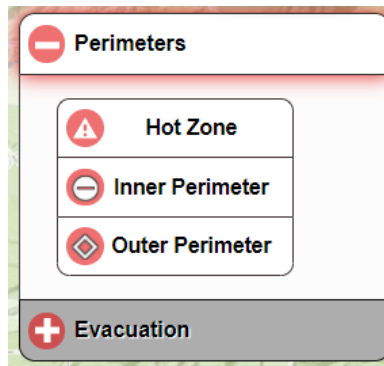 Perimeters
Hot Zone
Inner Perimeter
Outer Perimeter
Evacuation